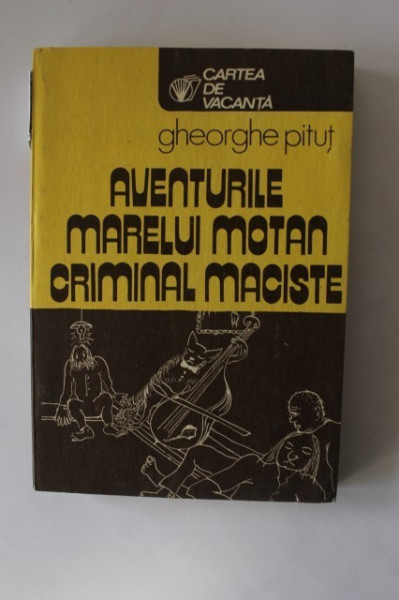 CARTEA
DE
VACANȚĂ
gheorghe pituț
AVENTURILE
MARELUI MOTAN
CRIMINAL MACISTE